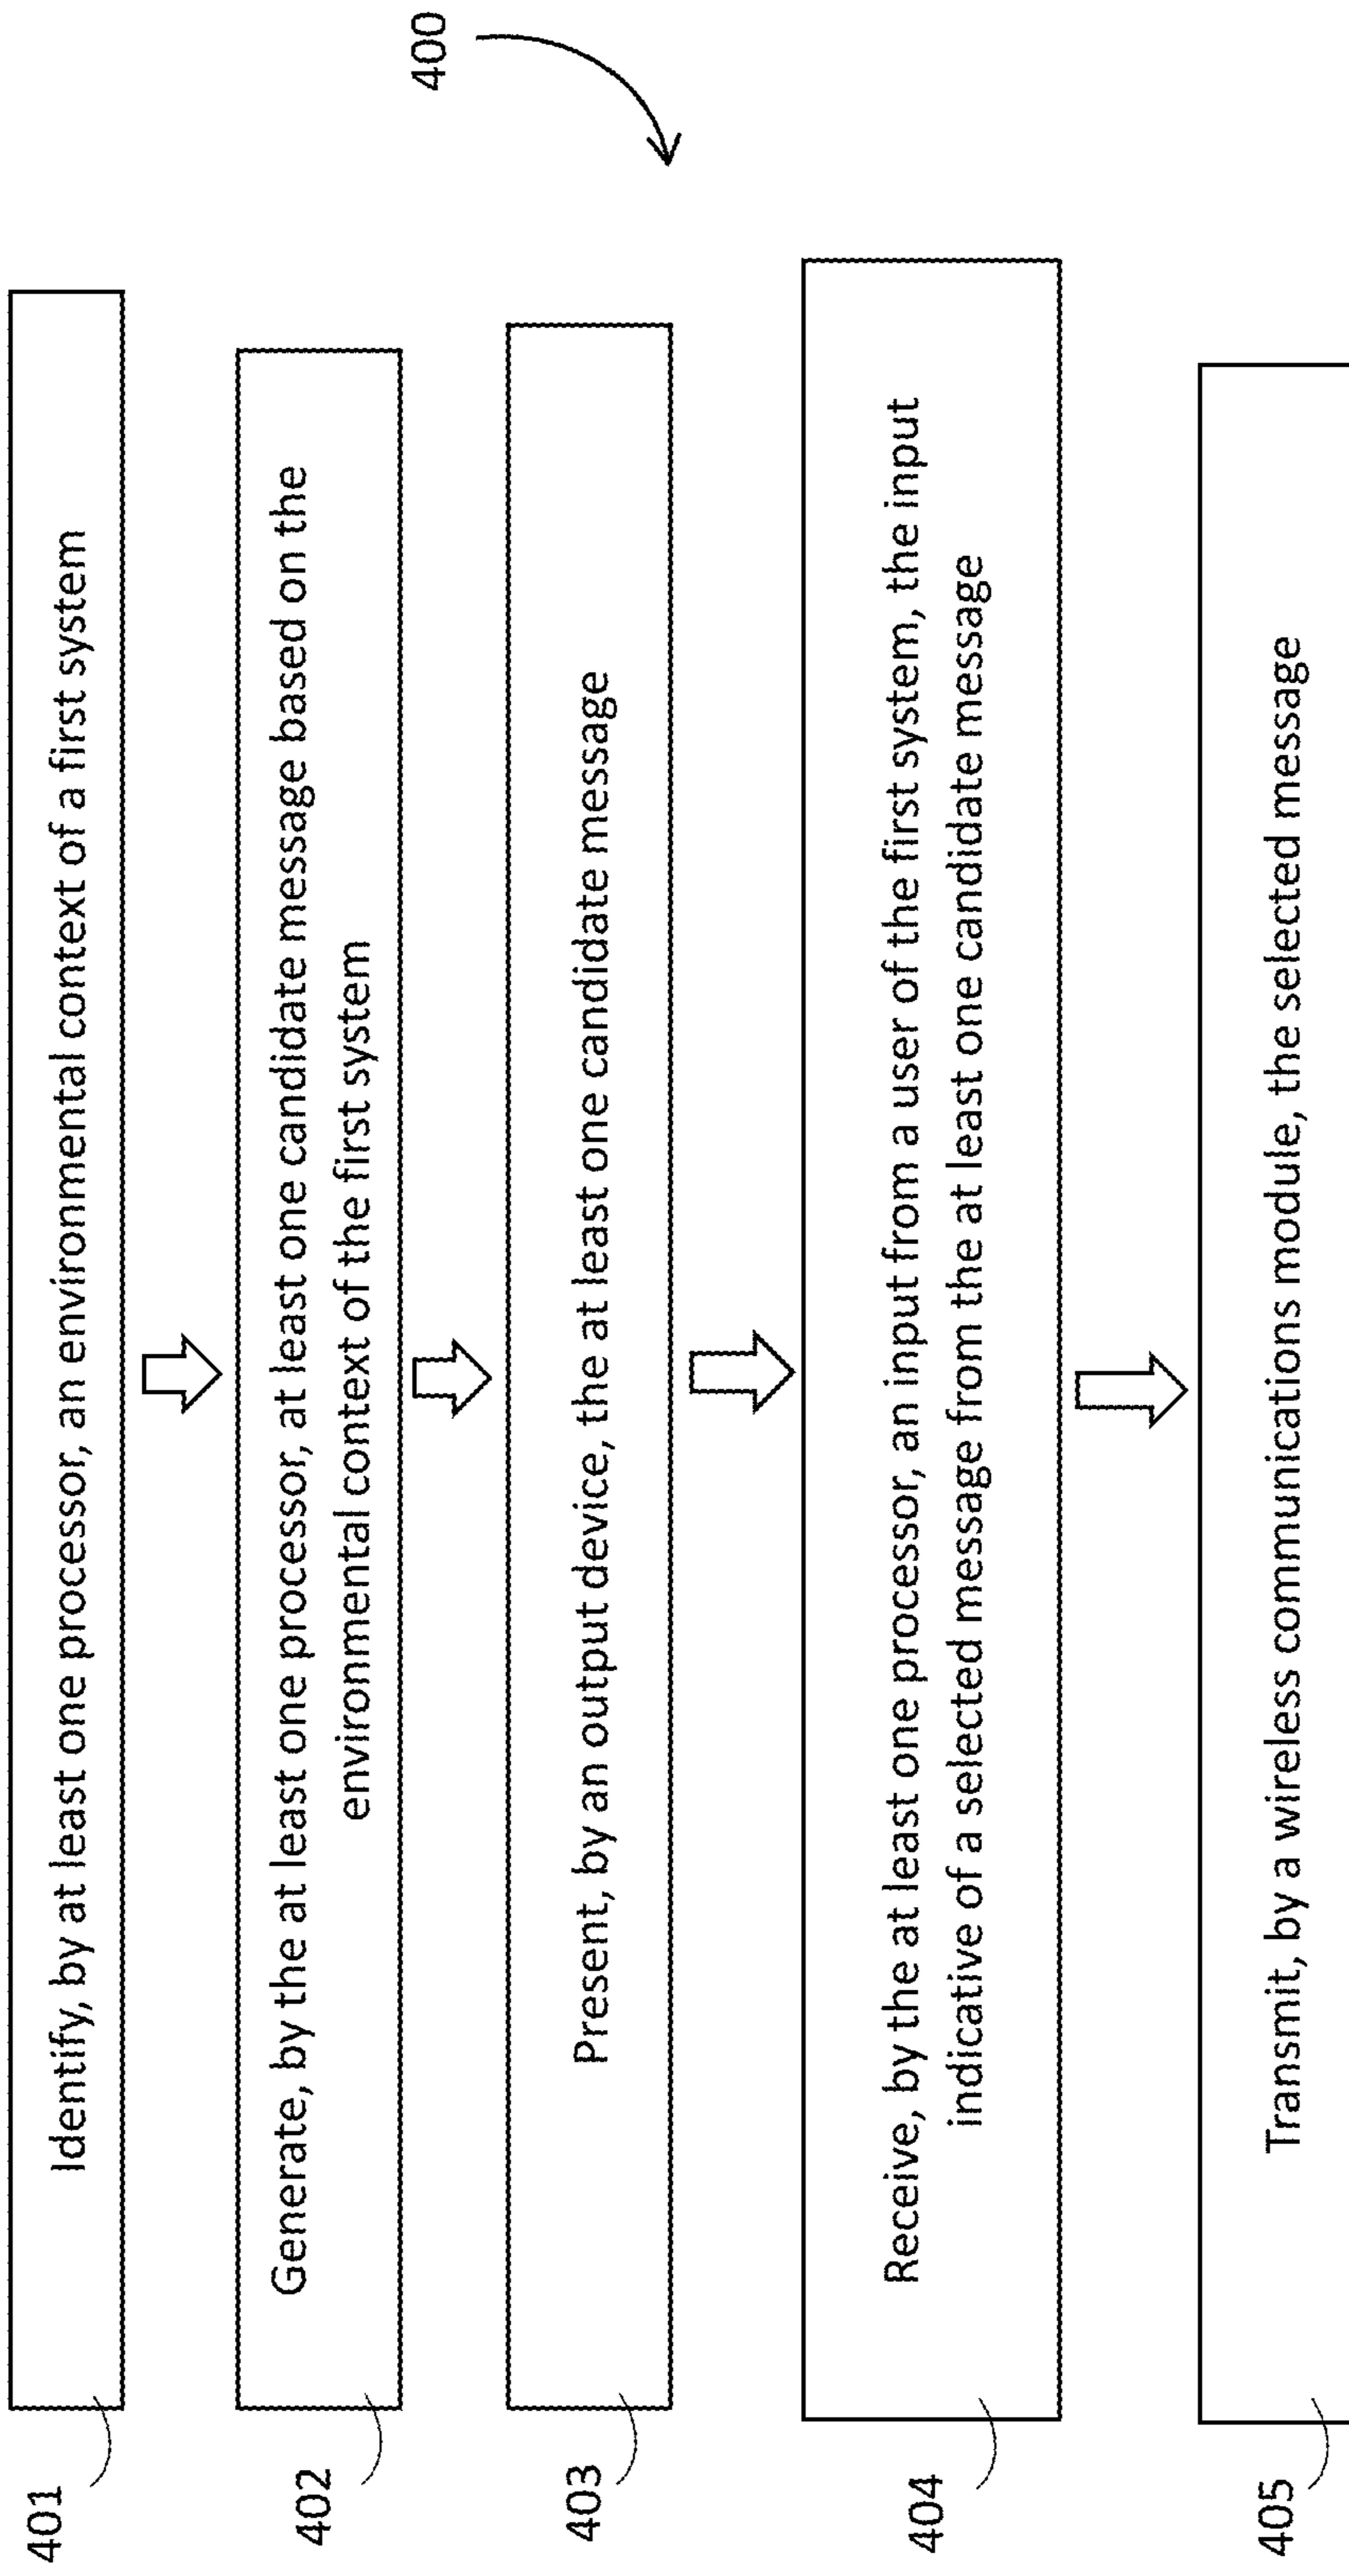 400
401
Identify, by at least one processor, an environmental context of a first system
402
Generate, by the at least one processor, at least one candidate message based on the
environmental context of the first system
403
Present, by an output device, the at least one candidate message
404
Receive, by the at least one processor, an input from a user of the first system, the input
indicative of a selected message from the at least one candidate message
405
Transmit, by a wireless communications module, the selected message